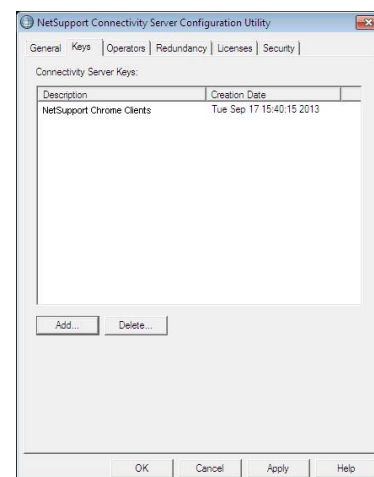 NetSupport Connectivity Server Configuration Utility
General Keys Operators Redundancy Licenses Security
Connectivity Server Keys:
Description Creation Date
NetSupport Chrome Clients Tue Sep 17 15:40:15 2013
Add... Delete...
OK Cancel Apply Help